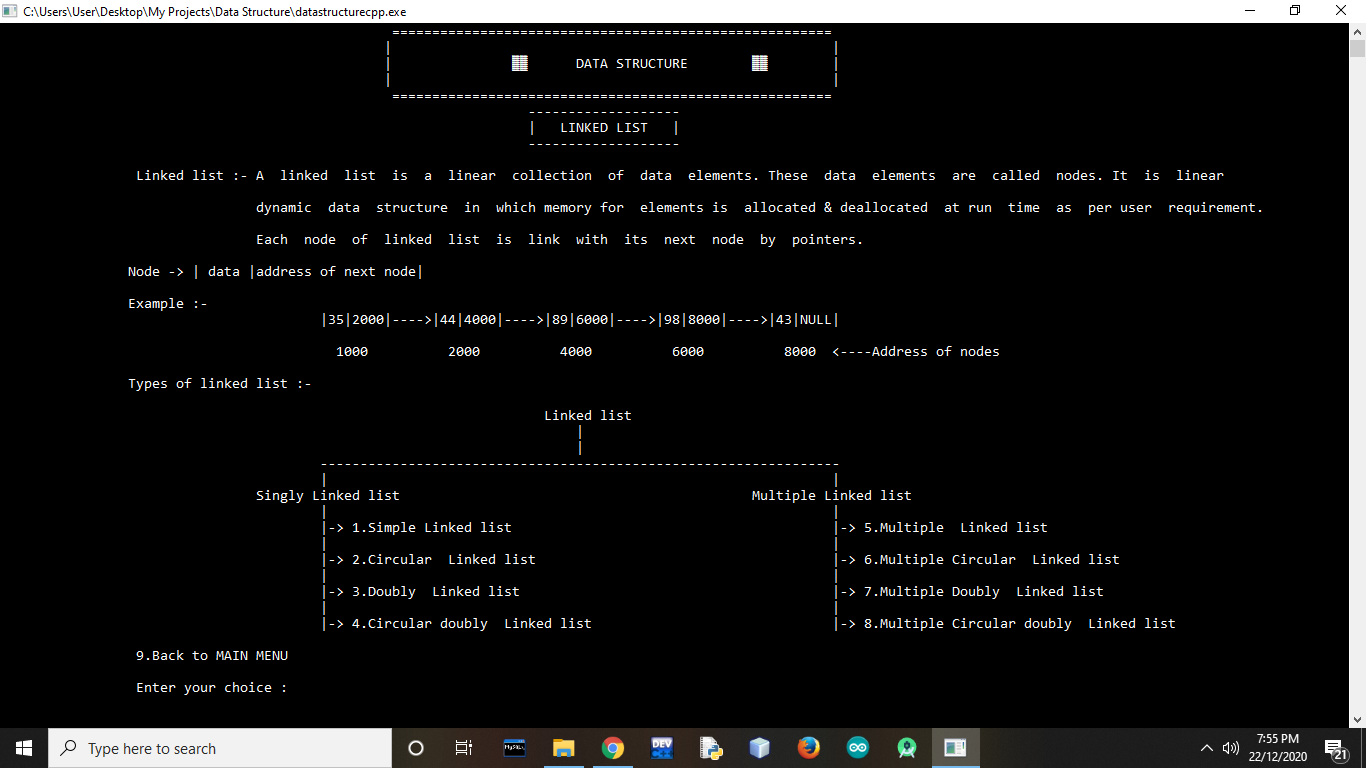 C:\Users\User\Desktop\My Projects\Data Structure\datastructurecpp.exe
=======================================================
DATA STRUCTURE
=======================================================
-------------------
| LINKED LIST |
-------------------
Linked list :- A linked list is a linear collection of data elements. These data elements are called nodes. It is linear
dynamic data structure in which memory for elements is allocated & deallocated at run time as per user requirement.
Each node of linked list is link with its next node by pointers.
Node -> | data |address of next node|
Example :-
|35|2000|---->|44|4000|---->|89|6000|---->|98|8000|---->|43|NULL|
1000 2000 4000 6000 8000 <----Address of nodes
Types of linked list :-
Linked list
|
|
-----------------------------------------------------------------
| |
Singly Linked list Multiple Linked list
| |
|-> 1.Simple Linked list |-> 5.Multiple Linked list
| |
|-> 2.Circular Linked list |-> 6.Multiple Circular Linked list
| |
|-> 3.Doubly Linked list |-> 7.Multiple Doubly Linked list
| |
|-> 4.Circular doubly Linked list |-> 8.Multiple Circular doubly Linked list
9.Back to MAIN MENU
Enter your choice :
Type here to search
MySQL
DEV
7:55 PM
22/12/2020
21